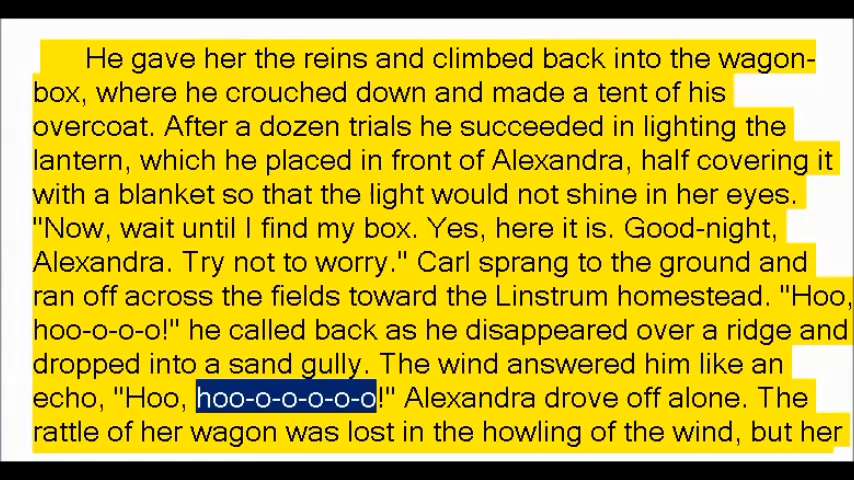 He gave her the reins and climbed back into the wagon-
box, where he crouched down and made a tent of his
overcoat. After a dozen trials he succeeded in lighting the
lantern, which he placed in front of Alexandra, half covering it
with a blanket so that the light would not shine in her eyes.
"Now, wait until I find my box. Yes, here it is. Good-night,
Alexandra. Try not to worry." Carl sprang to the ground and
ran off across the fields toward the Linstrum homestead. "Hoo,
hoo-o-o-o!" he called back as he disappeared over a ridge and
dropped into a sand gully. The wind answered him like an
echo, "Hoo, hoo-o-o-o-o-o!" Alexandra drove off alone. The
rattle of her wagon was lost in the howling of the wind, but her